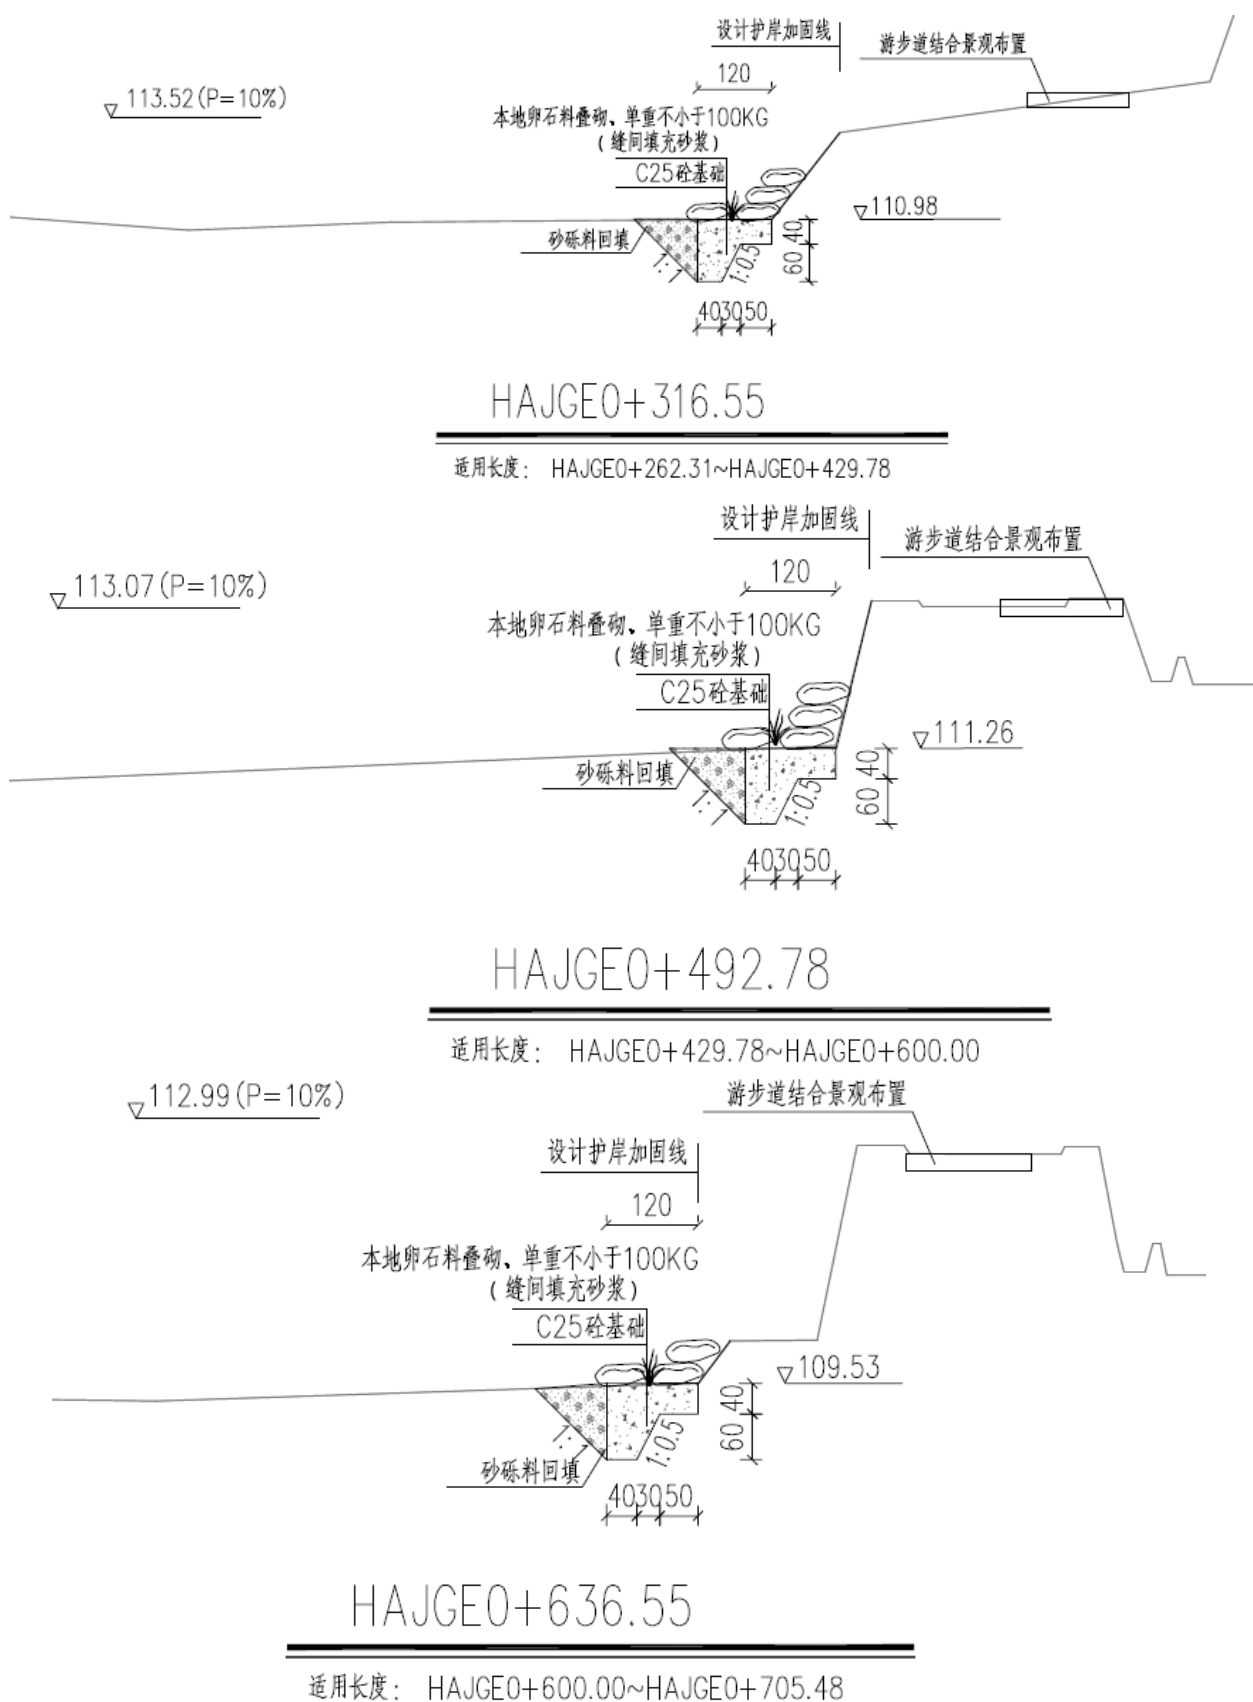 设计护岸加固线
游步道结合景观布置
120
113.52(P=10%)
本地卵石料叠砌、单重不小于100KG
(缝间填充砂浆)
C25砼基础
110.98
砂砾料回填
1:1
1:0.5
60 40
403050
HAJGE0+316.55
适用长度: HAJGE0+262.31~HAJGE0+429.78
设计护岸加固线
游步道结合景观布置
120
113.07(P=10%)
本地卵石料叠砌、单重不小于100KG
(缝间填充砂浆)
C25砼基础
111.26
砂砾料回填
1:1
1:0.5
60 40
403050
HAJGE0+492.78
适用长度: HAJGE0+429.78~HAJGE0+600.00
112.99(P=10%)
游步道结合景观布置
设计护岸加固线
120
本地卵石料叠砌、单重不小于100KG
(缝间填充砂浆)
C25砼基础
109.53
1:1
1:0.5
60 40
砂砾料回填
403050
HAJGE0+636.55
适用长度: HAJGE0+600.00~HAJGE0+705.48